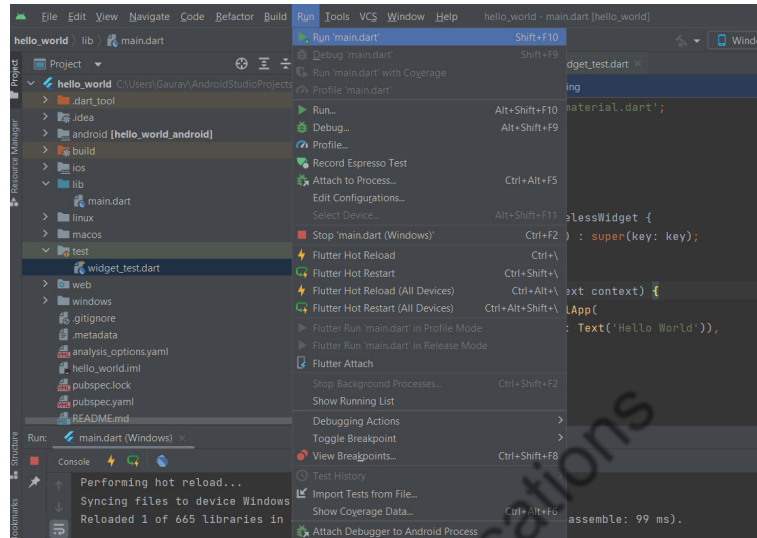 File Edit View Navigate Code Refactor Build Run Tools VCS Window Help hello_world - main.dart [hello_world]
hello_world lib main.dart
Run 'main.dart' Shift+F10
Windo
Project
Debug 'main.dart' Shift+F9
dget_test.dart
hello_world C:\Users\Gaurav\AndroidStudioProjects
Run 'main.dart' with Coverage
ing
.dart_tool
Profile 'main.dart'
.idea
Run... Alt+Shift+F10
material.dart';
android [hello_world_android]
Debug... Alt+Shift+F9
build
Profile...
ios
Record Espresso Test
lib
Attach to Process... Ctrl+Alt+F5
main.dart
Edit Configurations...
linux
Select Device... Alt+Shift+F11
elessWidget {
macos
Stop 'main.dart (Windows)' Ctrl+F2
) : super(key: key);
test
Flutter Hot Reload Ctrl+\
widget_test.dart
Flutter Hot Restart Ctrl+Shift+\
web
Flutter Hot Reload (All Devices) Ctrl+Alt+\
ext context) {
windows
Flutter Hot Restart (All Devices) Ctrl+Alt+Shift+\
lApp(
.gitignore
Flutter Run 'main.dart' in Profile Mode
: Text('Hello World')),
.metadata
Flutter Run 'main.dart' in Release Mode
analysis_options.yaml
Flutter Attach
hello_world.iml
Stop Background Processes... Ctrl+Shift+F2
pubspec.lock
Show Running List
pubspec.yaml
README.md
Debugging Actions
Run: main.dart (Windows)
Toggle Breakpoint
Console
View Breakpoints... Ctrl+Shift+F8
Performing hot reload...
Test History
Syncing files to device Windows
Import Tests from File...
Reloaded 1 of 665 libraries in
Show Coverage Data... Ctrl+Alt+F6
assemble: 99 ms).
Attach Debugger to Android Process
Project
Resource Manager
Structure
ookmarks
cations